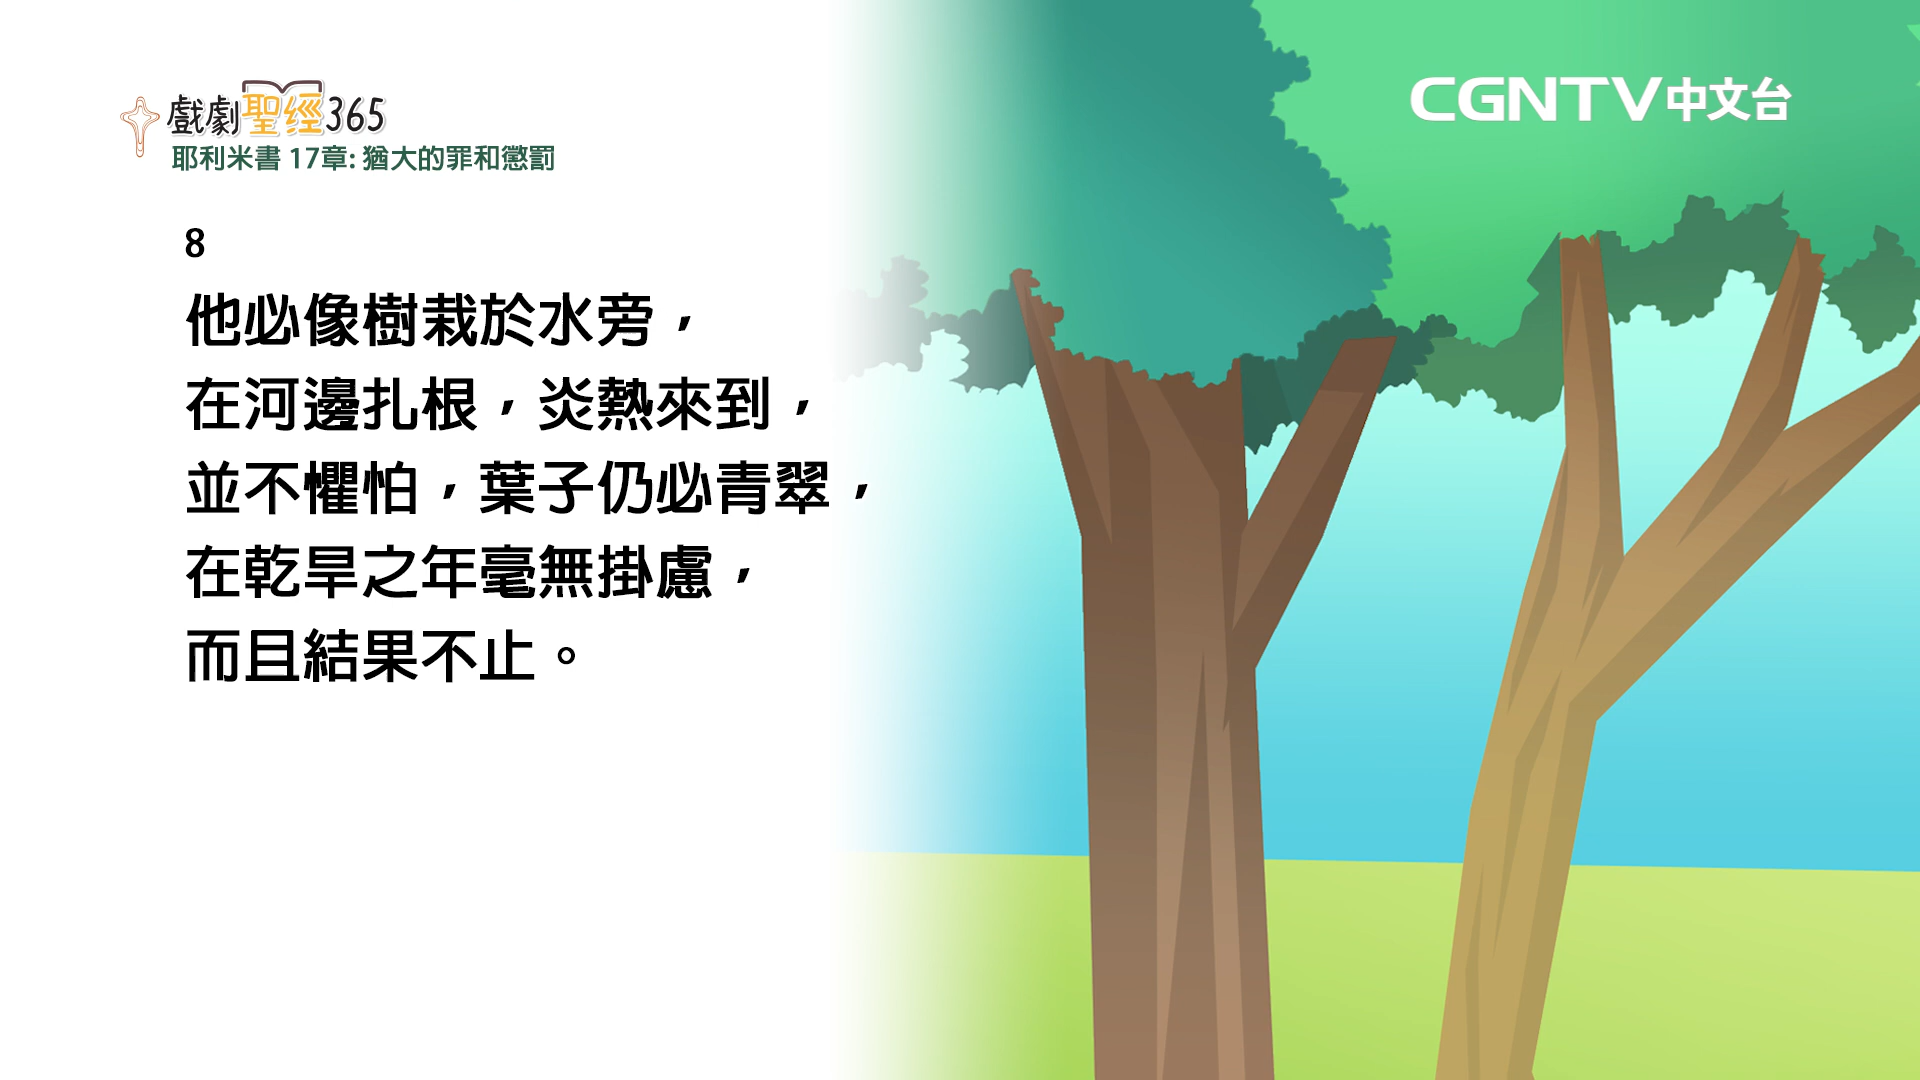 戲劇聖經365
CGNTV中文台
耶利米書 17章: 猶大的罪和懲罰
8
他必像樹栽於水旁，
在河邊扎根，炎熱來到，
並不懼怕，葉子仍必青翠，
在乾旱之年毫無掛慮，
而且結果不止。